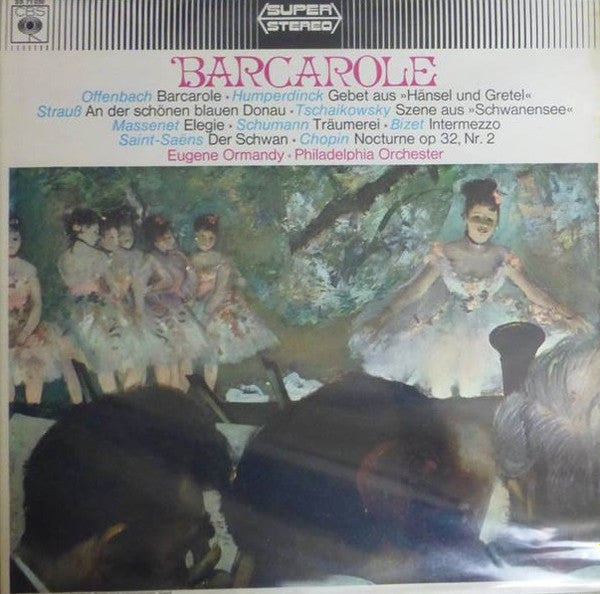 CBS
SUPER
STEREO
BARCAROLE
Offenbach Barcarole • Humperdinck Gebet aus »Hänsel und Gretel«
Strauß An der schönen blauen Donau • Tschaikowsky Szene aus »Schwanensee«
Massenet Elegie • Schumann Träumerei • Bizet Intermezzo
Saint-Saëns Der Schwan • Chopin Nocturne op 32, Nr. 2
Eugene Ormandy • Philadelphia Orchester